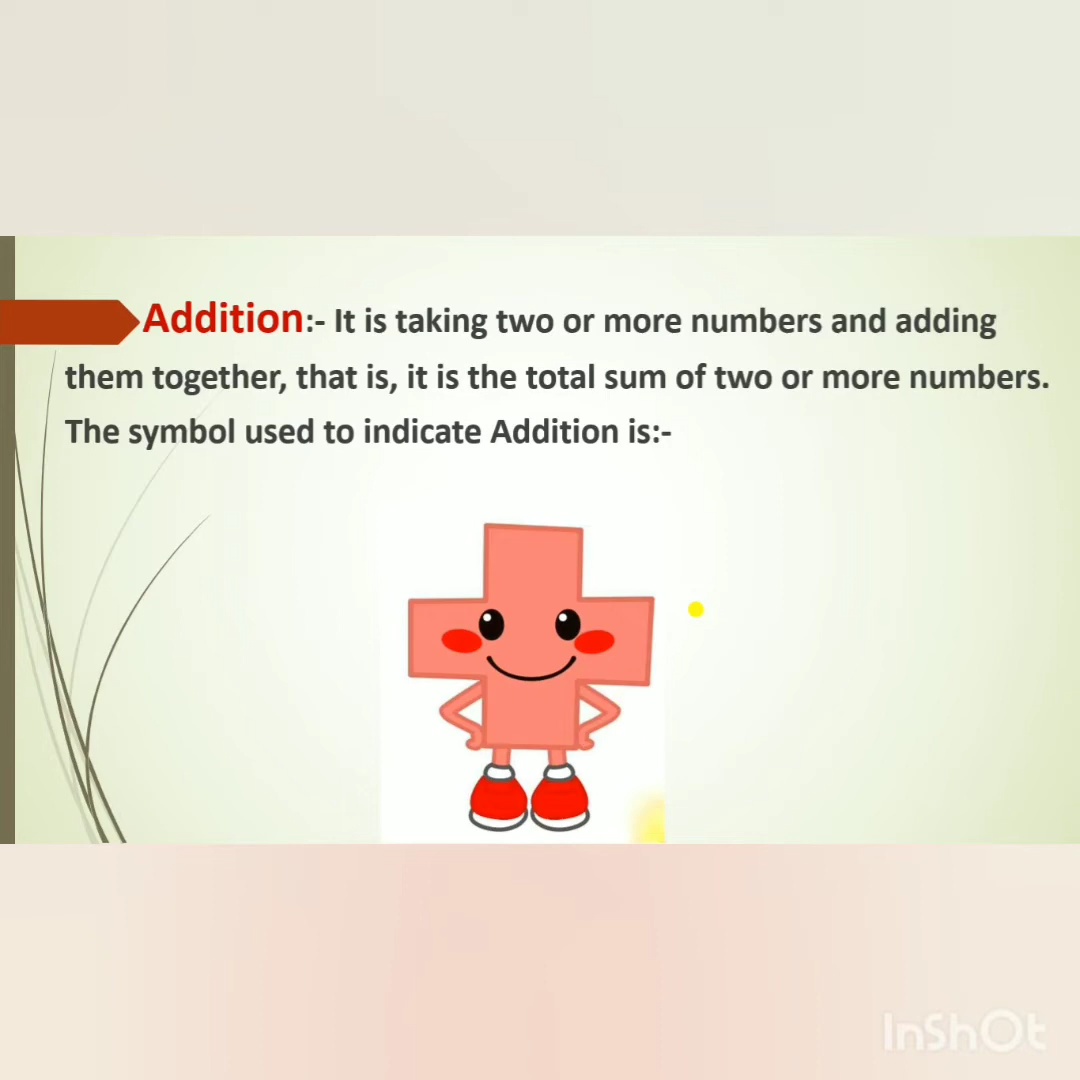 Addition:- It is taking two or more numbers and adding
them together, that is, it is the total sum of two or more numbers.
The symbol used to indicate Addition is:-
InShOt